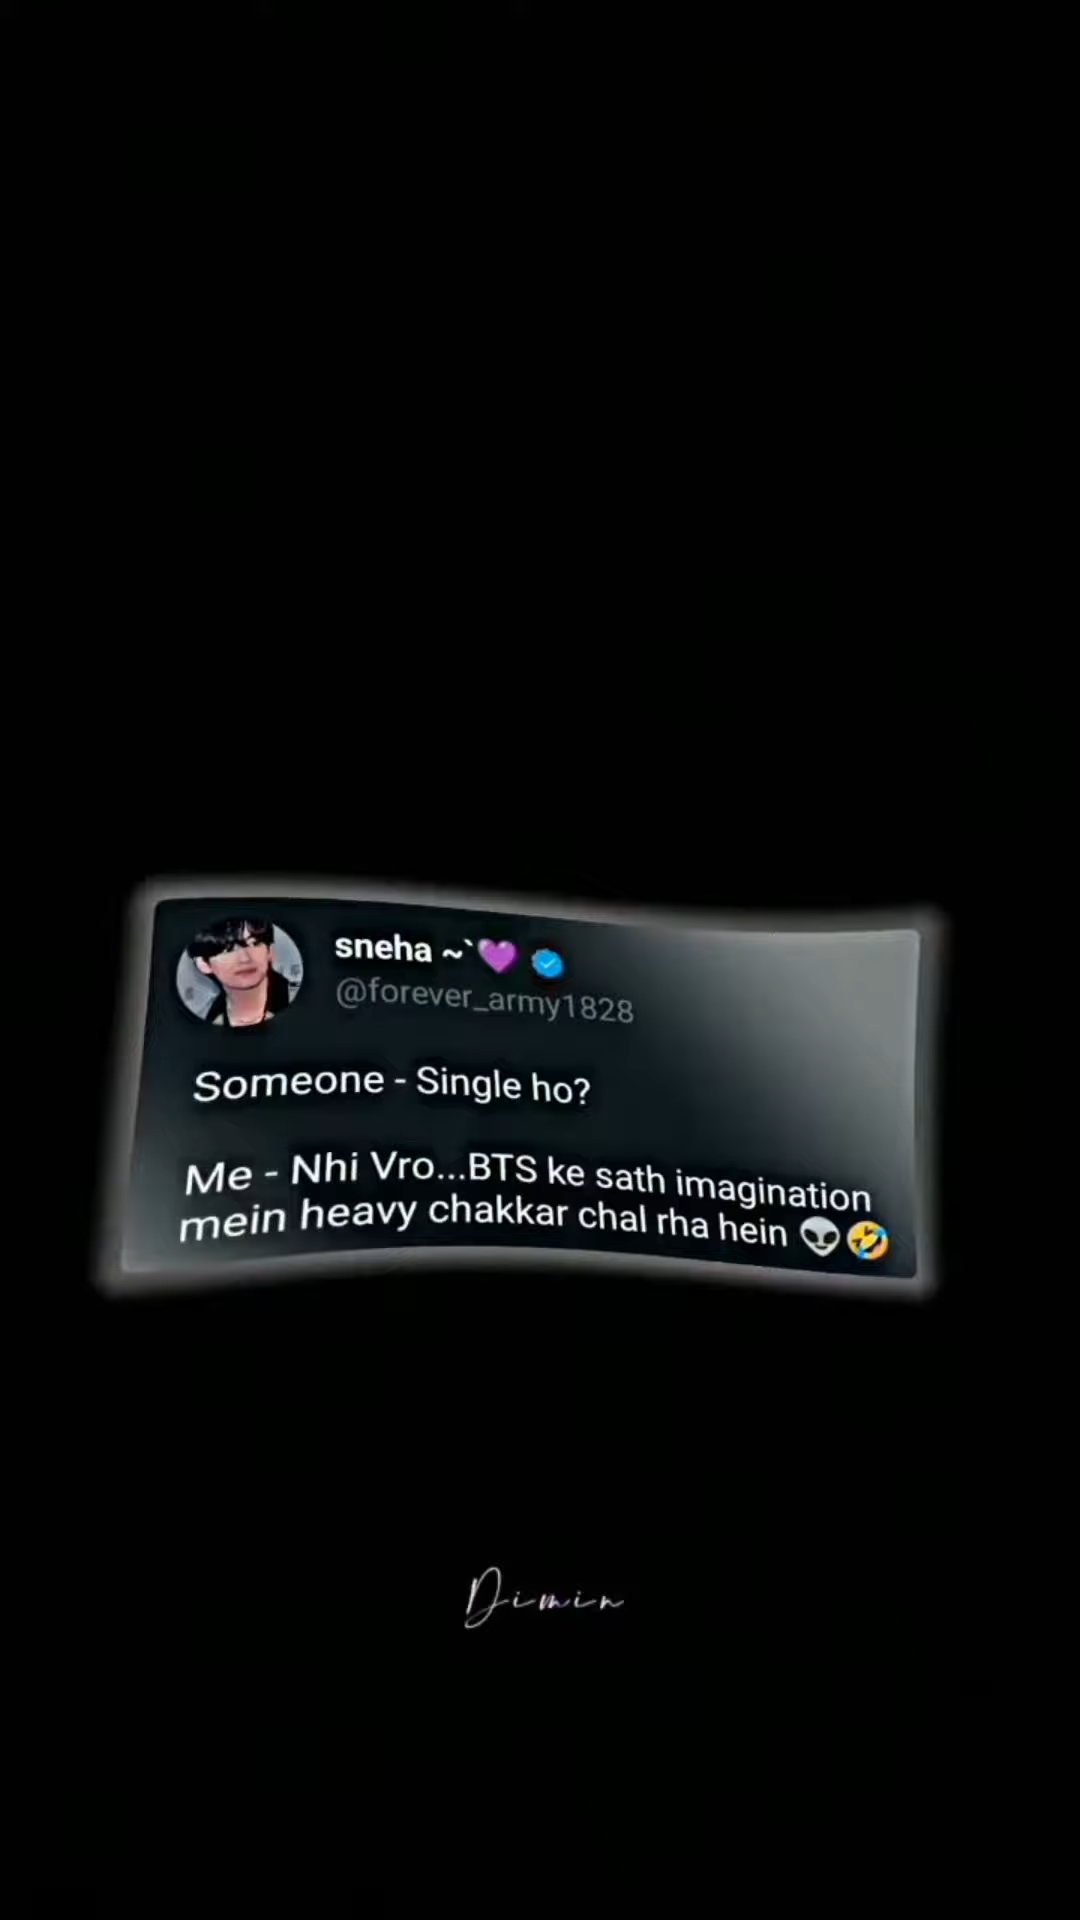 sneha ~`💜
@forever_army1828
Someone - Single ho?
Me - Nhi Vro...BTS ke sath imagination
mein heavy chakkar chal rha hein 👽🤣
Dimin